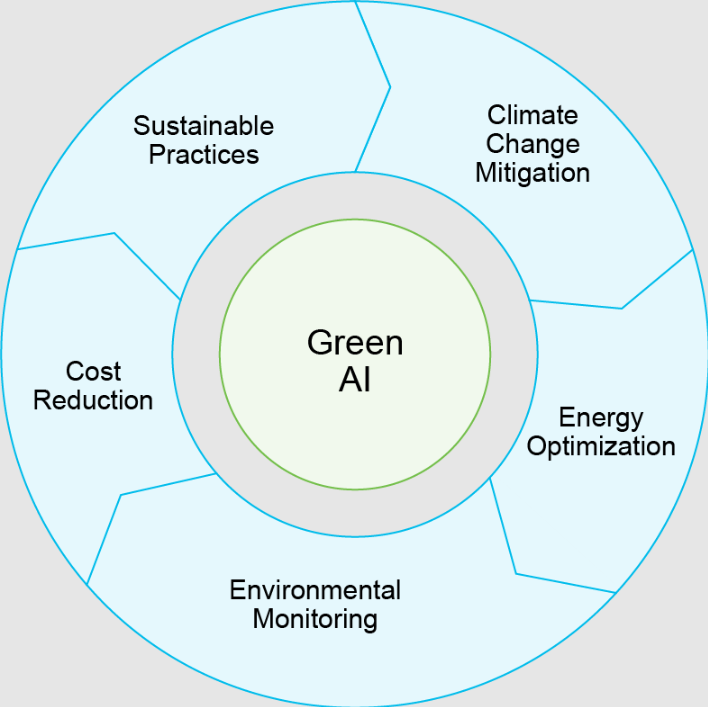 Sustainable
Practices
Climate
Change
Mitigation
Green
AI
Cost
Reduction
Energy
Optimization
Environmental
Monitoring